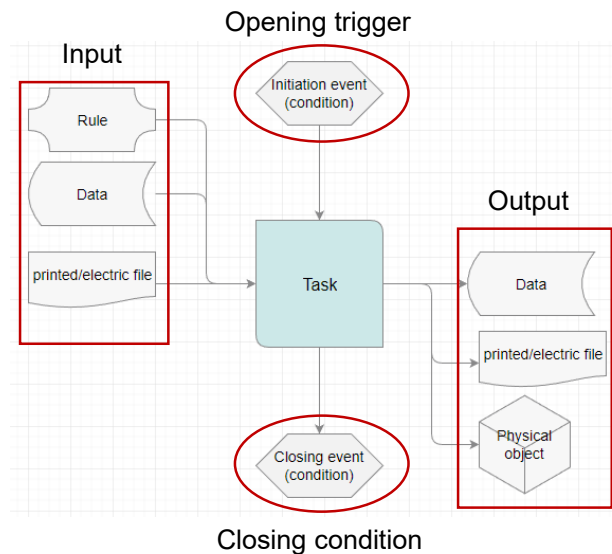 Opening trigger
Input
Initiation event
(condition)
Rule
Data
printed/electric file
Task
Output
Data
printed/electric file
Physical
object
Closing event
(condition)
Closing condition